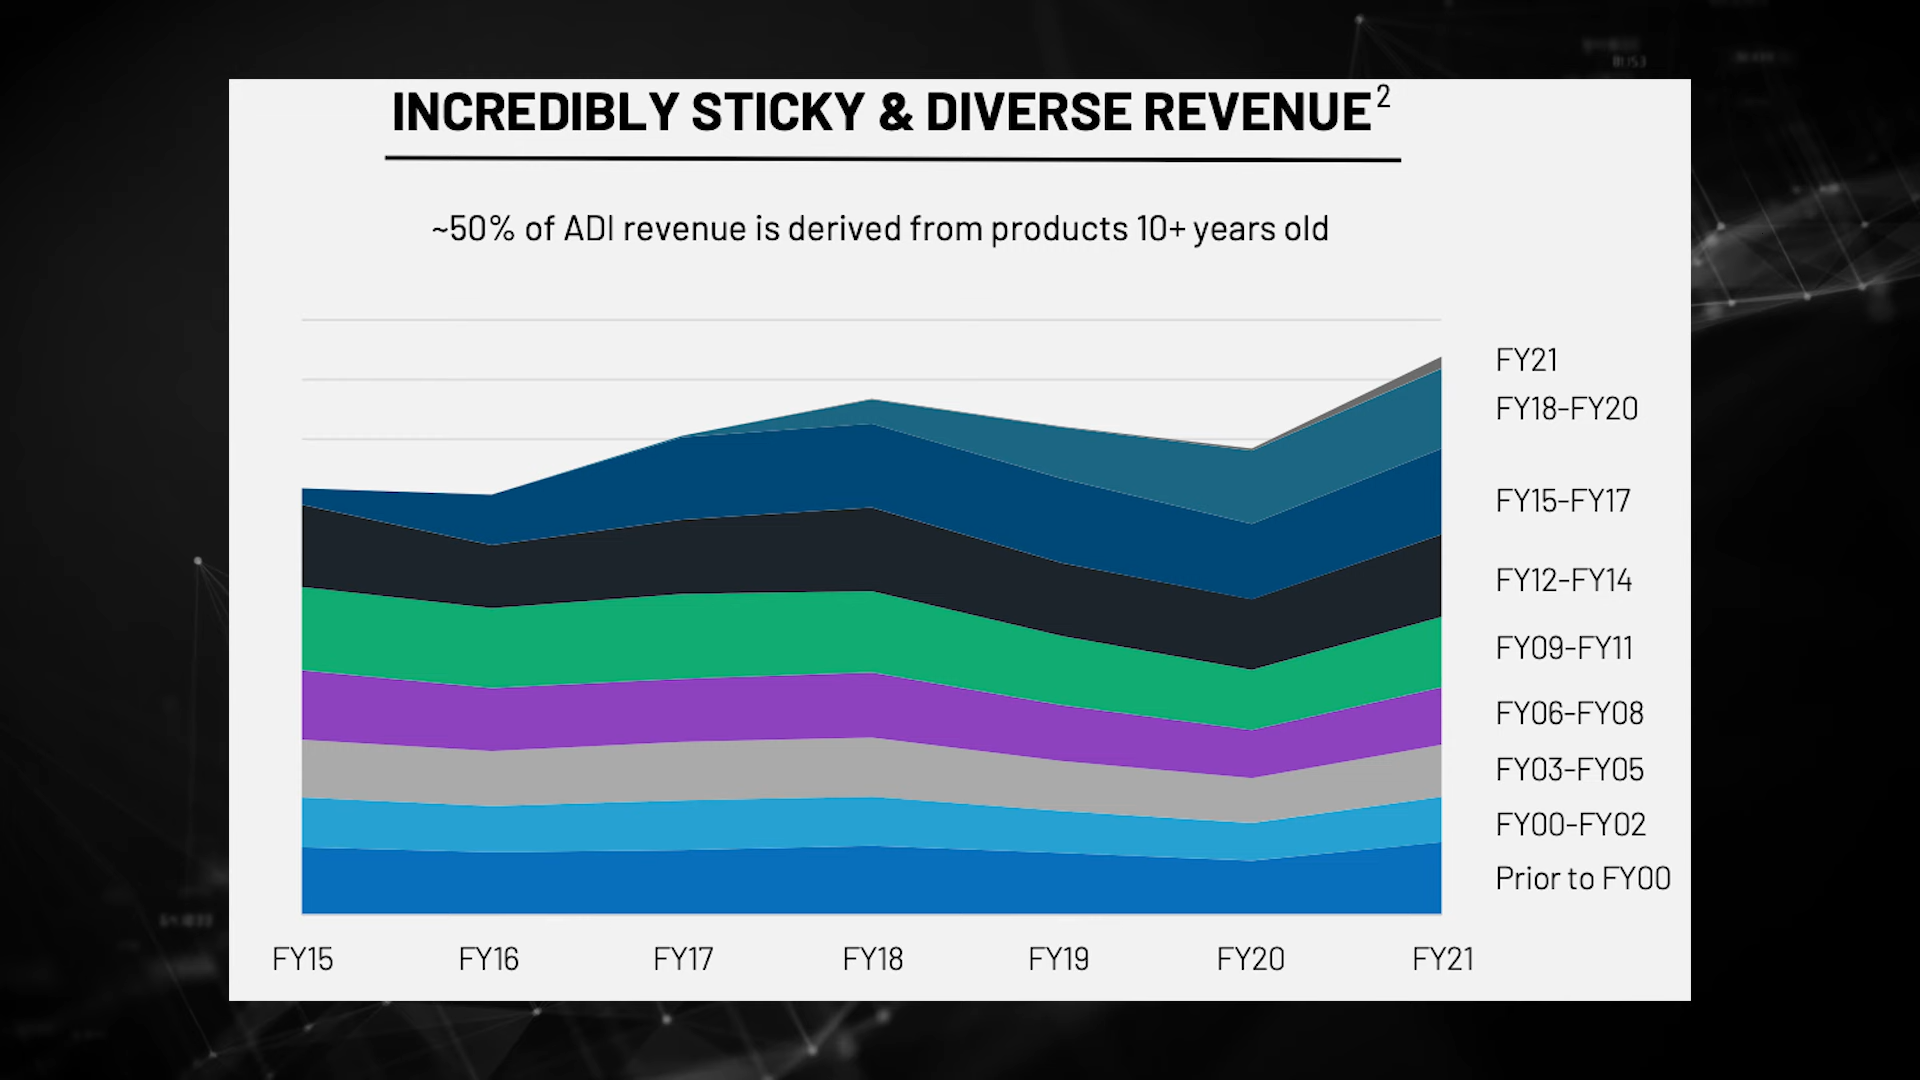 INCREDIBLY STICKY & DIVERSE REVENUE²
~50% of ADI revenue is derived from products 10+ years old
FY21
FY18-FY20
FY15-FY17
FY12-FY14
FY09-FY11
FY06-FY08
FY03-FY05
FY00-FY02
Prior to FY00
FY15 FY16 FY17 FY18 FY19 FY20 FY21